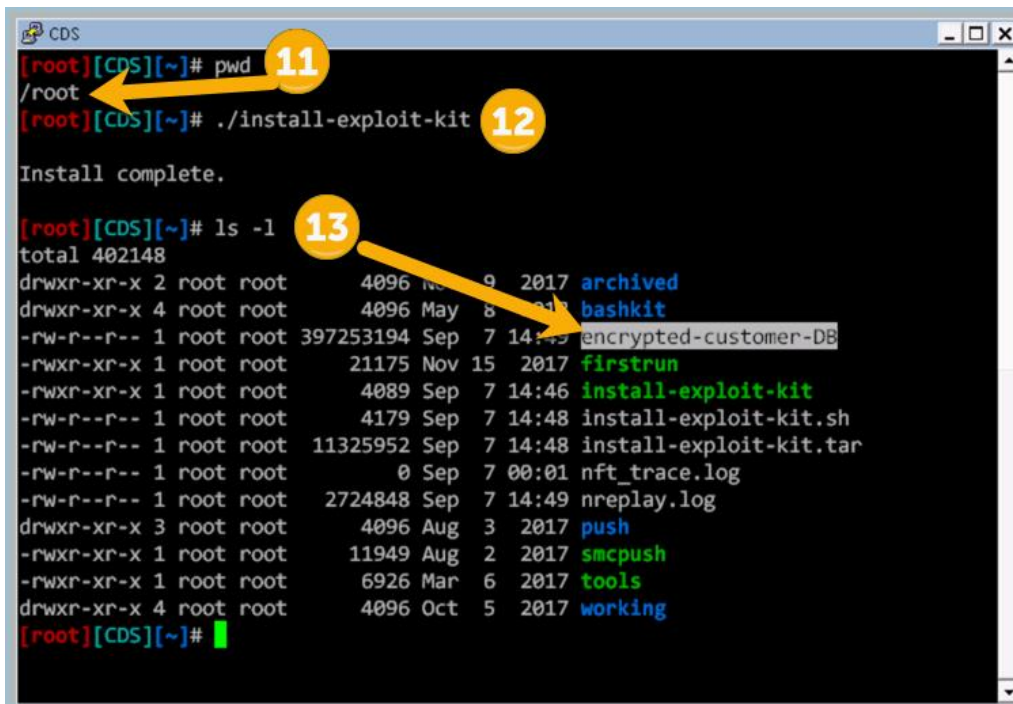 CDS
[root][CDS][~]# pwd 11
/root
[root][CDS][~]# ./install-exploit-kit 12
Install complete.
[root][CDS][~]# ls -l 13
total 402148
drwxr-xr-x 2 root root 4096 9 2017 archived
drwxr-xr-x 4 root root 4096 May 8 bashkit
-rw-r--r-- 1 root root 397253194 Sep 7 14:49 encrypted-customer-DB
-rwxr-xr-x 1 root root 21175 Nov 15 2017 firstrun
-rwxr-xr-x 1 root root 4089 Sep 7 14:46 install-exploit-kit
-rw-r--r-- 1 root root 4179 Sep 7 14:48 install-exploit-kit.sh
-rw-r--r-- 1 root root 11325952 Sep 7 14:48 install-exploit-kit.tar
-rw-r--r-- 1 root root 0 Sep 7 00:01 nft_trace.log
-rw-r--r-- 1 root root 2724848 Sep 7 14:49 nreplay.log
drwxr-xr-x 3 root root 4096 Aug 3 2017 push
-rwxr-xr-x 1 root root 11949 Aug 2 2017 smcpush
-rwxr-xr-x 1 root root 6926 Mar 6 2017 tools
drwxr-xr-x 4 root root 4096 Oct 5 2017 working
[root][CDS][~]#